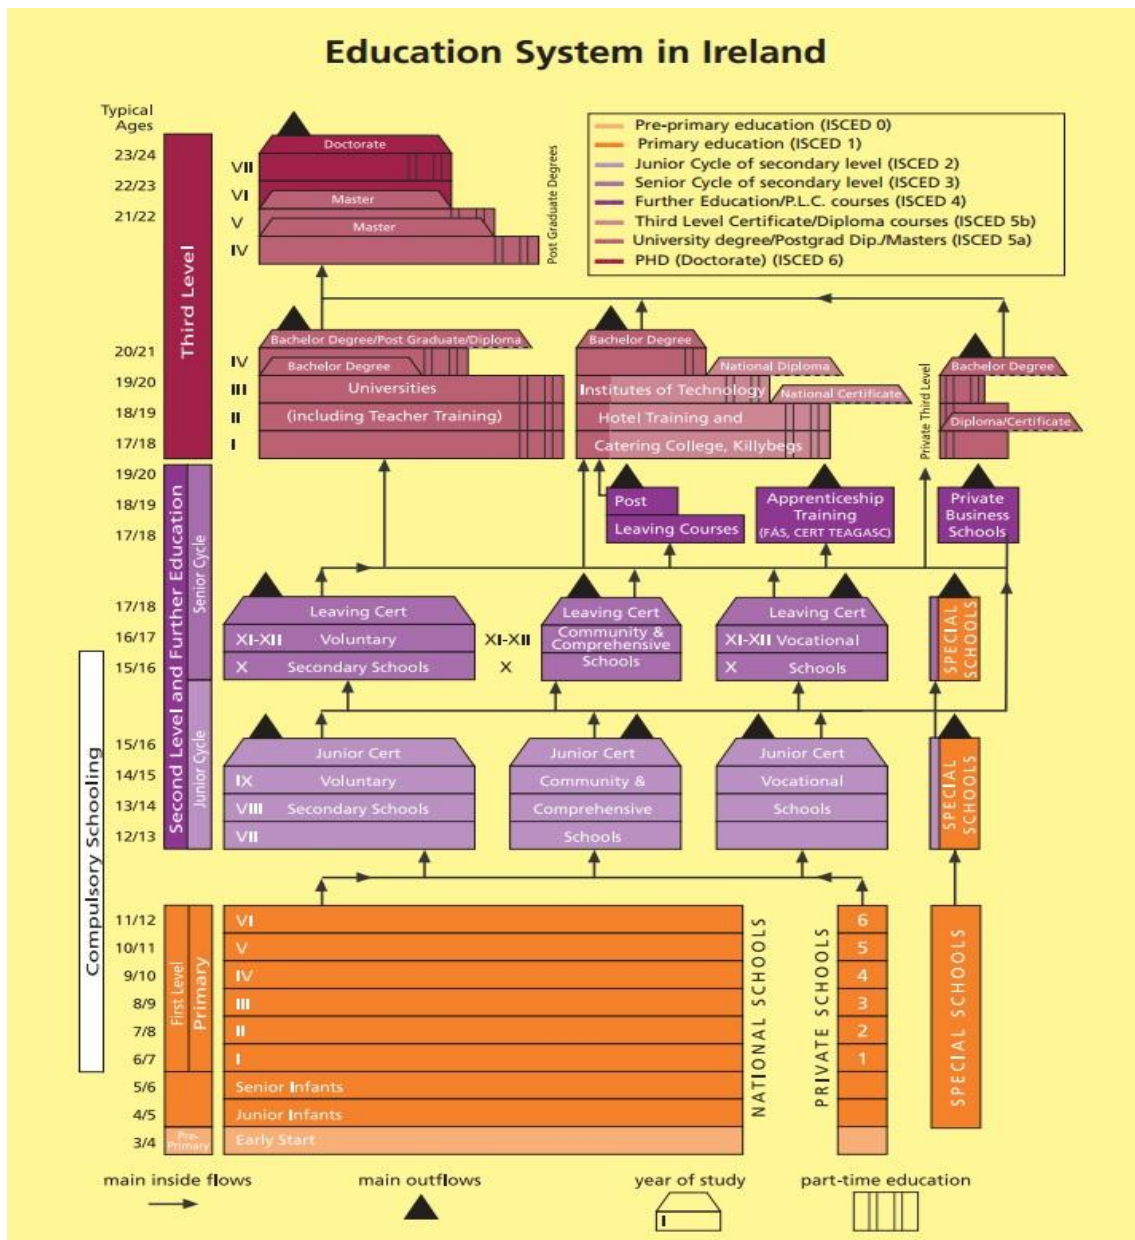 Education System in Ireland
Typical
Ages
23/24
22/23
21/22
20/21
19/20
18/19
17/18
19/20
18/19
17/18
17/18
16/17
15/16
15/16
14/15
13/14
12/13
11/12
10/11
9/10
8/9
7/8
6/7
5/6
4/5
3/4
Third Level
Second Level and Further Education
Senior Cycle
Junior Cycle
Compulsory Schooling
First Level
Primary
Pre-
Primary
Pre-primary education (ISCED 0)
Primary education (ISCED 1)
Junior Cycle of secondary level (ISCED 2)
Senior Cycle of secondary level (ISCED 3)
Further Education/P.L.C. courses (ISCED 4)
Third Level Certificate/Diploma courses (ISCED 5b)
University degree/Postgrad Dip./Masters (ISCED 5a)
PHD (Doctorate) (ISCED 6)
Doctorate
VII
VI Master
V Master
IV
Post Graduate Degrees
Bachelor Degree/Post Graduate/Diploma
IV Bachelor Degree
III Universities
II (including Teacher Training)
I
Bachelor Degree
National Diploma
Institutes of Technology
National Certificate
Hotel Training and
Catering College, Killybegs
Private Third Level
Bachelor Degree
Diploma/Certificate
Post
Leaving Courses
Apprenticeship
Training
(FÁS, CERT TEAGASC)
Private
Business
Schools
Leaving Cert
XI-XII Voluntary
X Secondary Schools
XI-XII
X
Leaving Cert
Community &
Comprehensive
Schools
Leaving Cert
XI-XII Vocational
X Schools
SPECIAL
SCHOOLS
Junior Cert
IX Voluntary
VIII Secondary Schools
VII
Junior Cert
Community &
Comprehensive
Schools
Junior Cert
Vocational
Schools
SPECIAL
SCHOOLS
VI
V
IV
III
II
I
Senior Infants
Junior Infants
Early Start
NATIONAL SCHOOLS
PRIVATE SCHOOLS
6
5
4
3
2
1
SPECIAL SCHOOLS
main inside flows
main outflows
year of study
I
part-time education